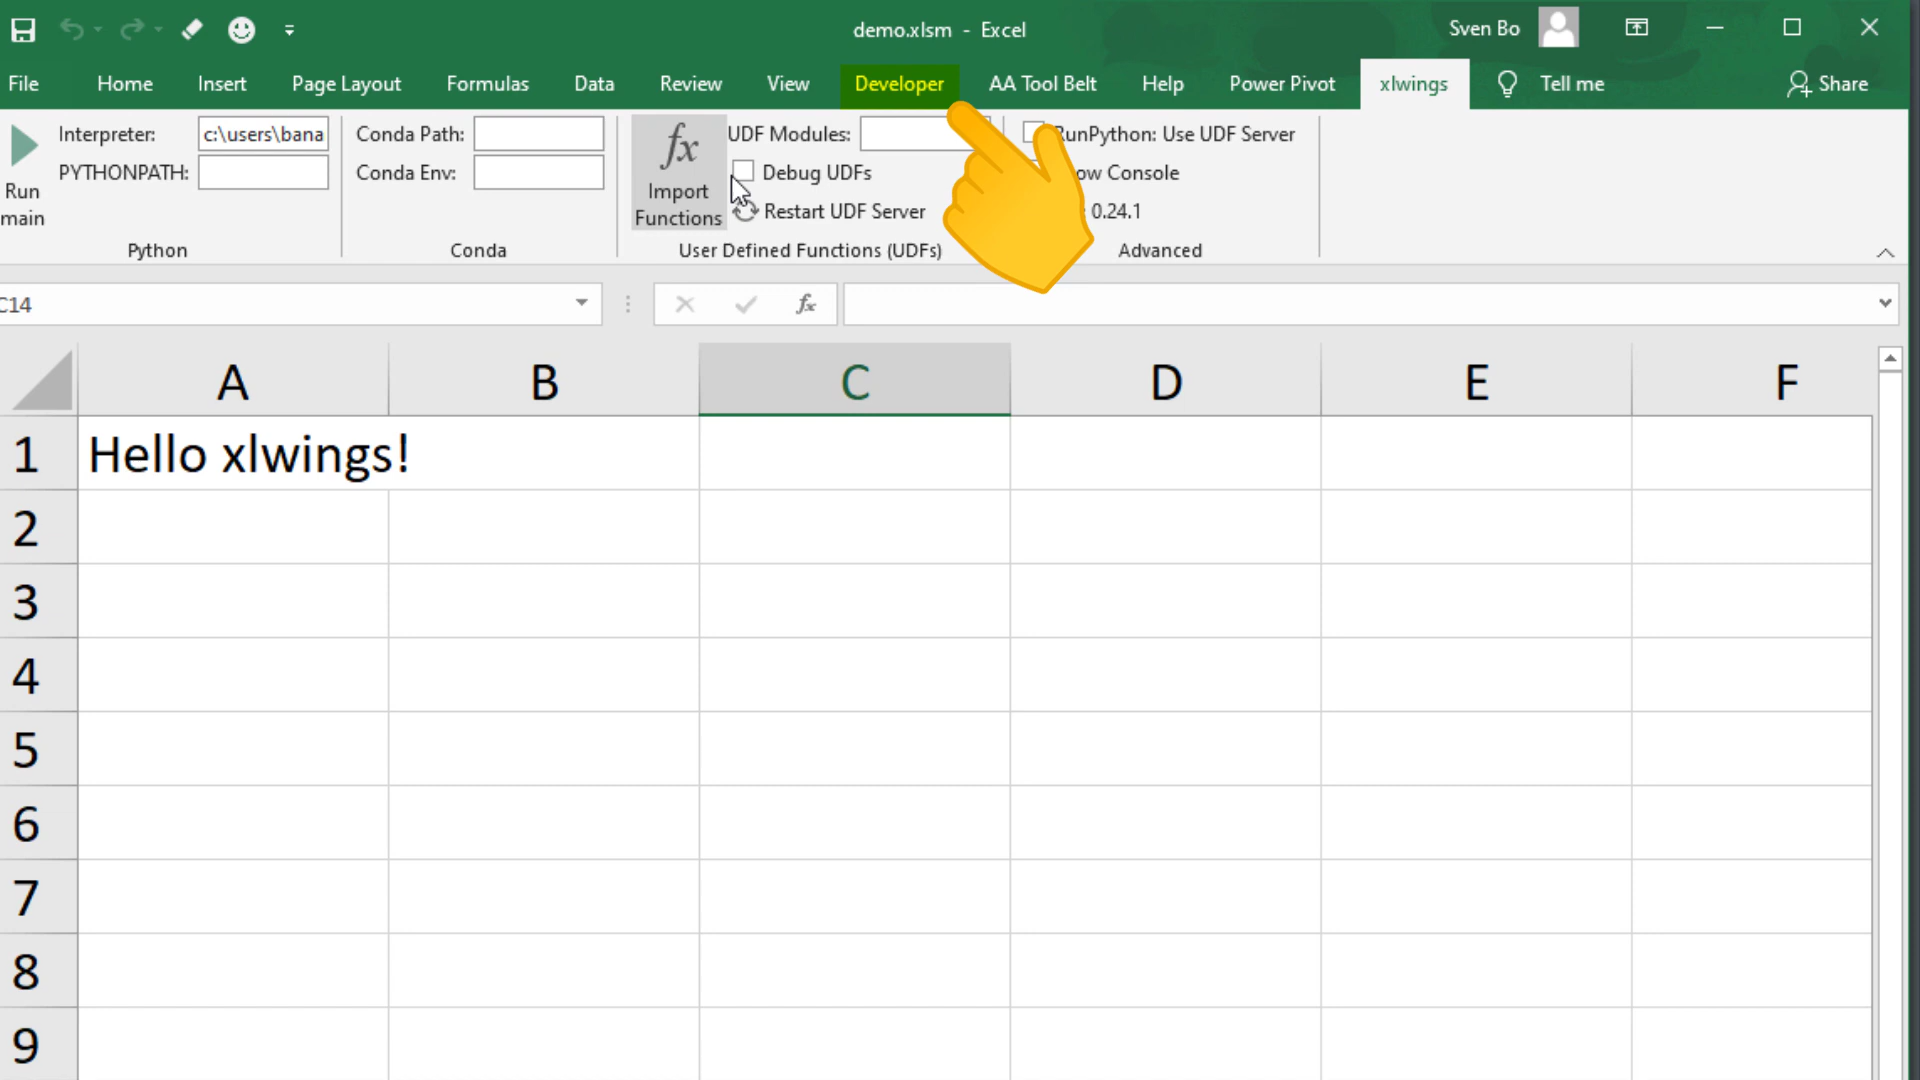 demo.xlsm - Excel
Sven Bo
File Home Insert Page Layout Formulas Data Review View Developer AA Tool Belt Help Power Pivot xlwings Tell me Share
Run
main
Interpreter: c:\users\bana
PYTHONPATH:
Python
Conda Path:
Conda Env:
Conda
fx
Import
Functions
UDF Modules:
Debug UDFs
Restart UDF Server
User Defined Functions (UDFs)
RunPython: Use UDF Server
Console
0.24.1
Advanced
C14
fx
A B C D E F
1 Hello xlwings!
2
3
4
5
6
7
8
9